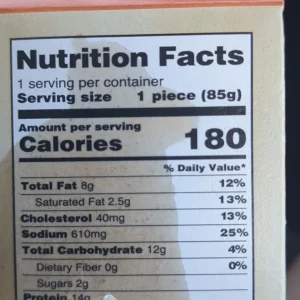 Nutrition Facts
1 serving per container
Serving size 1 piece (85g)
Amount per serving
Calories 180
% Daily Value*
Total Fat 8g 12%
Saturated Fat 2.5g 13%
Cholesterol 40mg 13%
Sodium 610mg 25%
Total Carbohydrate 12g 4%
Dietary Fiber 0g 0%
Sugars 2g
Protein 14g